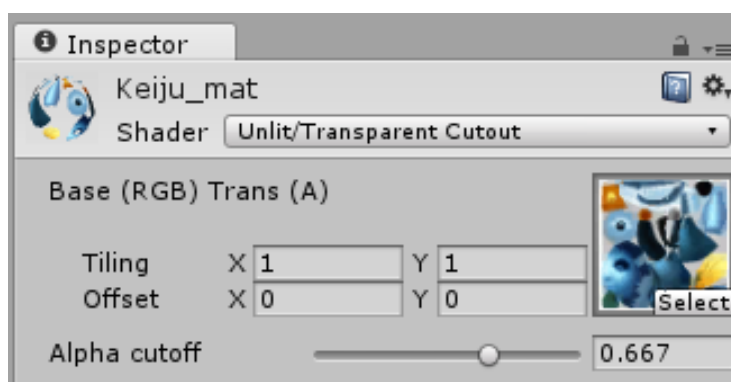 Inspector
Keiju_mat
Shader Unlit/Transparent Cutout
Base (RGB) Trans (A)
Tiling X 1 Y 1
Offset X 0 Y 0
Select
Alpha cutoff 0.667